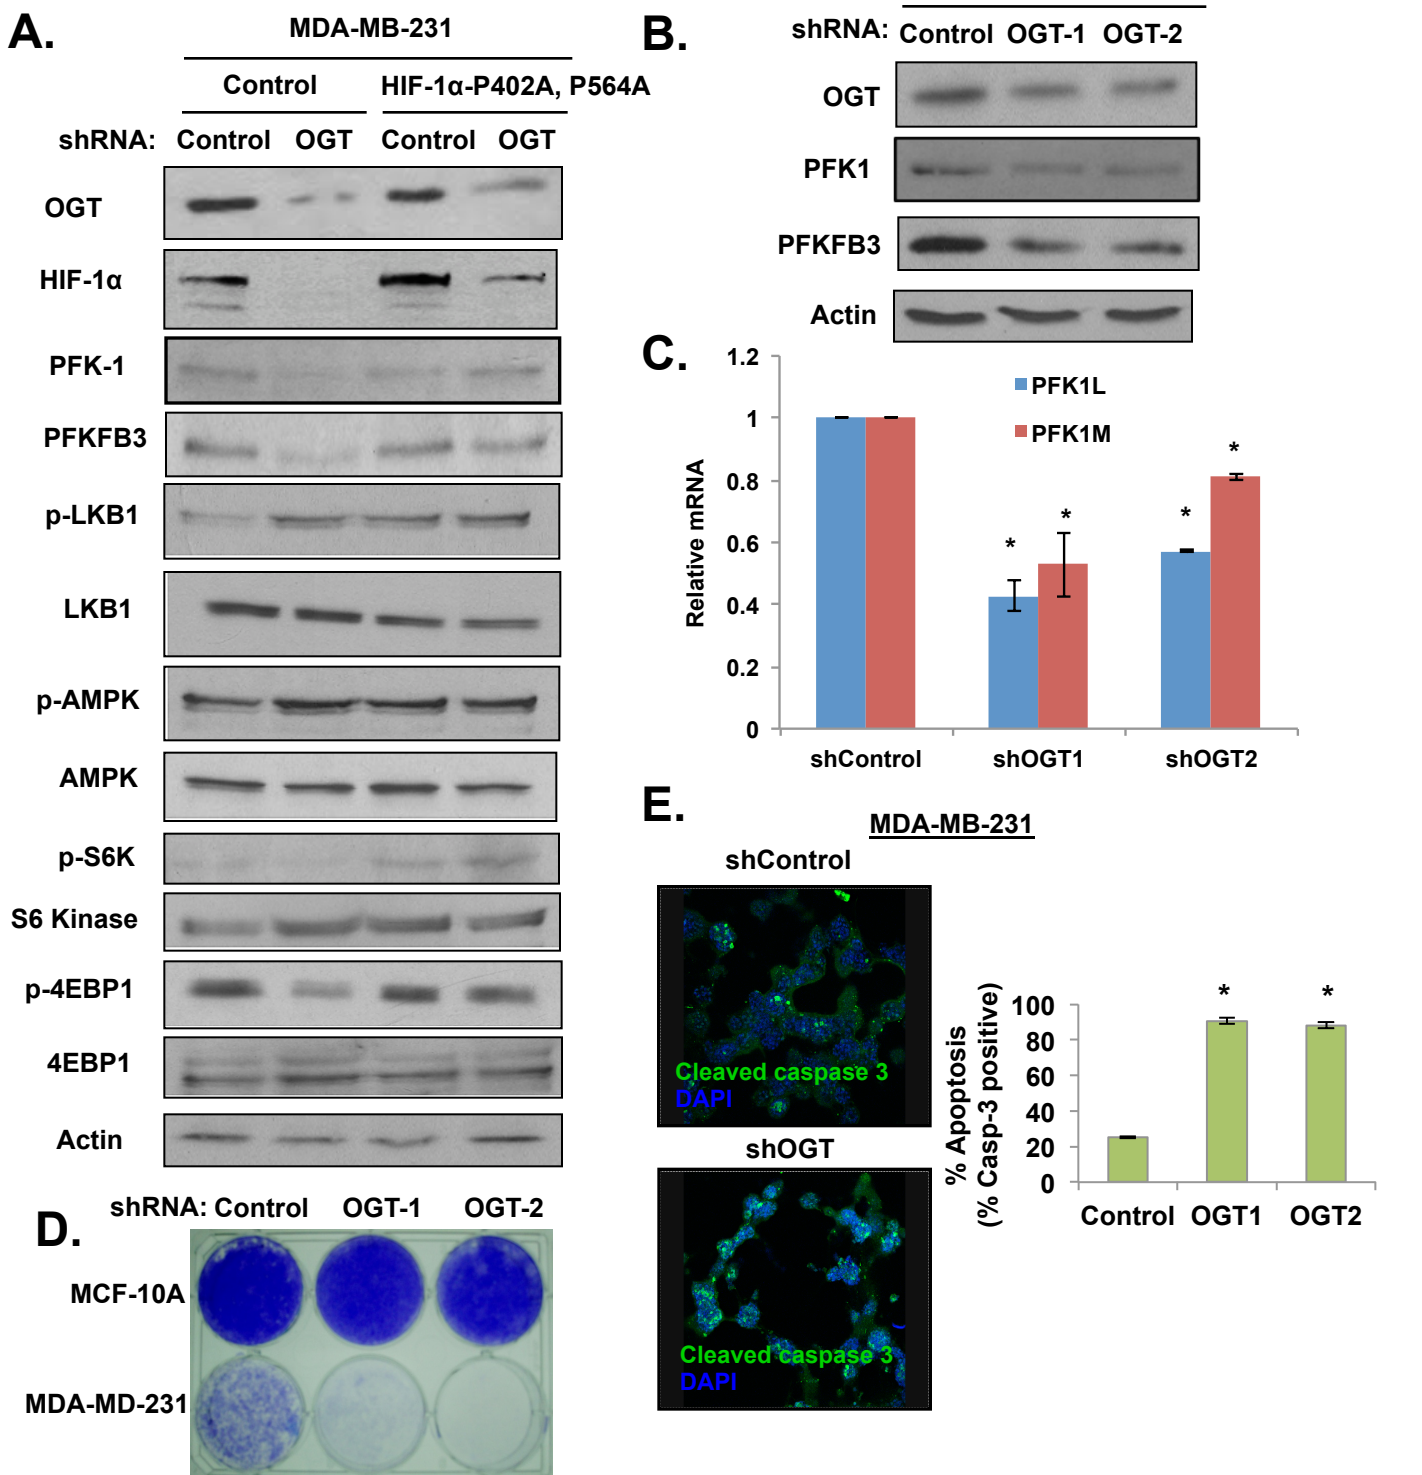 A.
MDA-MB-231
Control HIF-1α-P402A, P564A
shRNA: Control OGT Control OGT
OGT
HIF-1α
PFK-1
PFKFB3
p-LKB1
LKB1
p-AMPK
AMPK
p-S6K
S6 Kinase
p-4EBP1
4EBP1
Actin
B.
shRNA: Control OGT-1 OGT-2
OGT
PFK1
PFKFB3
Actin
C.
Relative mRNA
1.2
1
0.8
0.6
0.4
0.2
0
PFK1L
PFK1M
* * * *
shControl shOGT1 shOGT2
D.
shRNA: Control OGT-1 OGT-2
MCF-10A
MDA-MD-231
E.
MDA-MB-231
shControl
Cleaved caspase 3
DAPI
shOGT
Cleaved caspase 3
DAPI
% Apoptosis
(% Casp-3 positive)
100
80
60
40
20
0
* *
Control OGT1 OGT2